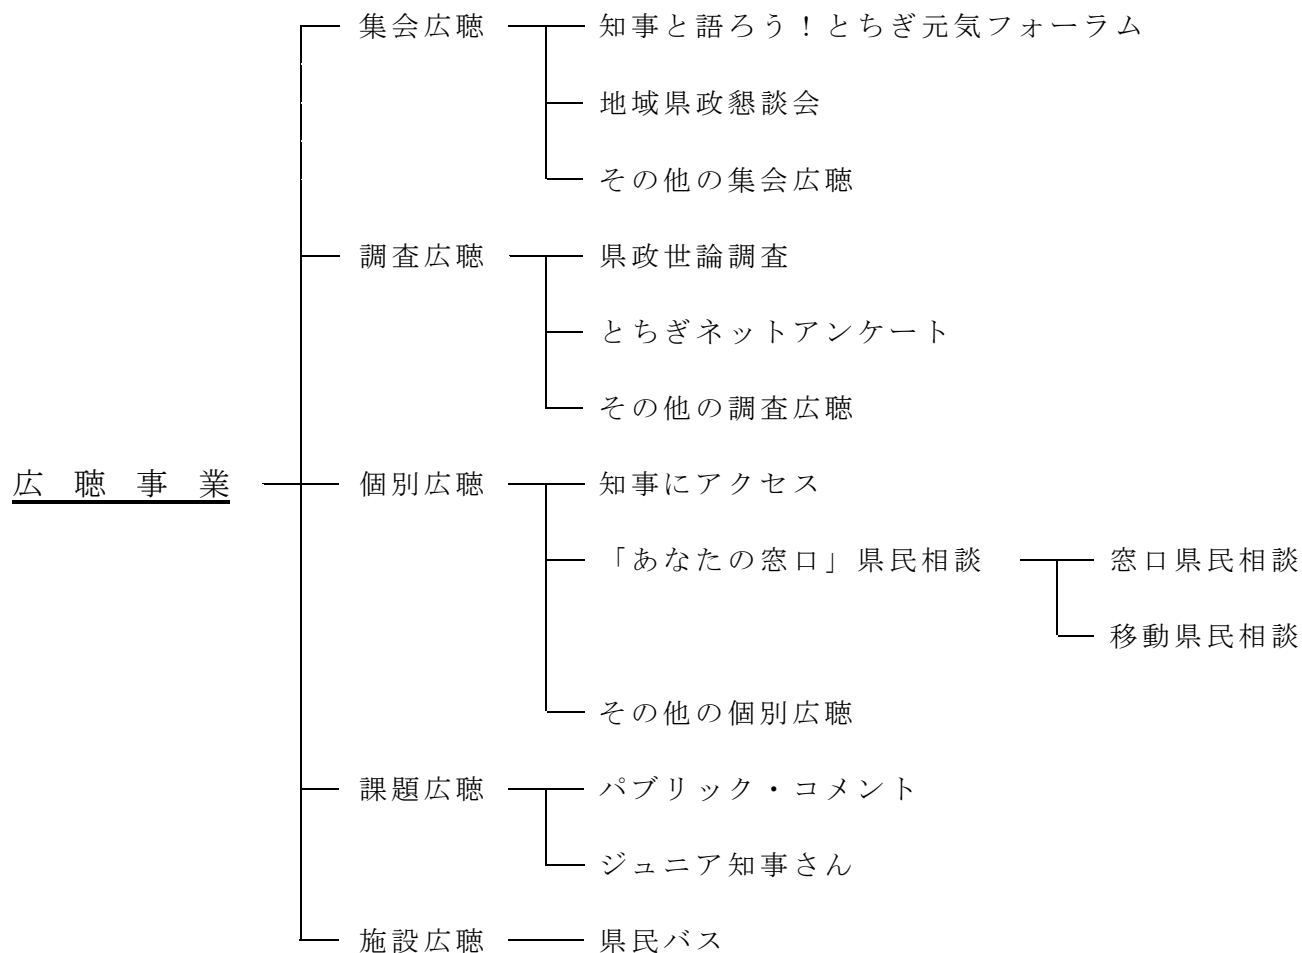 集会広聴 知事と語ろう！とちぎ元気フォーラム
地域県政懇談会
その他の集会広聴
調査広聴 県政世論調査
とちぎネットアンケート
その他の調査広聴
広聴事業 個別広聴 知事にアクセス
「あなたの窓口」県民相談 窓口県民相談
移動県民相談
その他の個別広聴
課題広聴 パブリック・コメント
ジュニア知事さん
施設広聴 県民バス